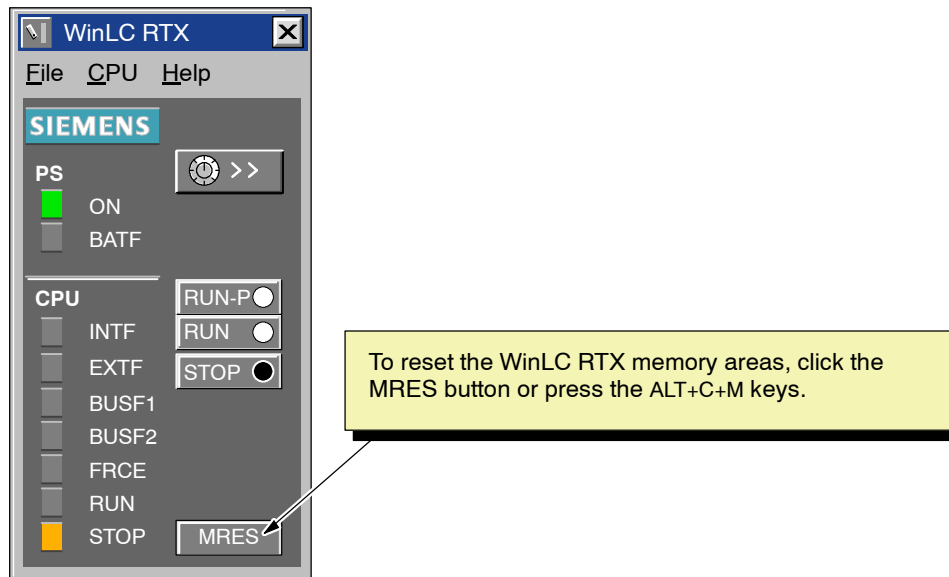 WinLC RTX
File CPU Help
SIEMENS
PS
>>
ON
BATF
CPU
RUN-P
INTF
RUN
EXTF
STOP
BUSF1
BUSF2
FRCE
RUN
STOP
MRES
To reset the WinLC RTX memory areas, click the
MRES button or press the ALT+C+M keys.